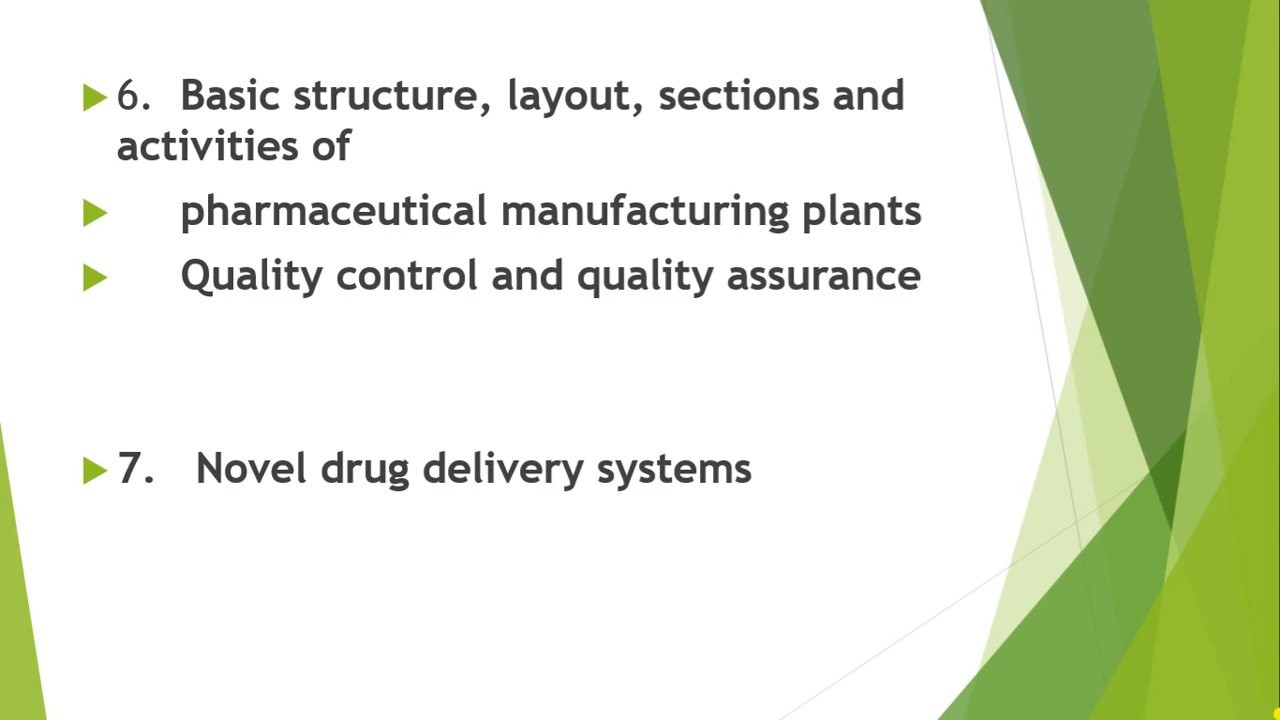 6. Basic structure, layout, sections and
activities of
pharmaceutical manufacturing plants
Quality control and quality assurance
7. Novel drug delivery systems